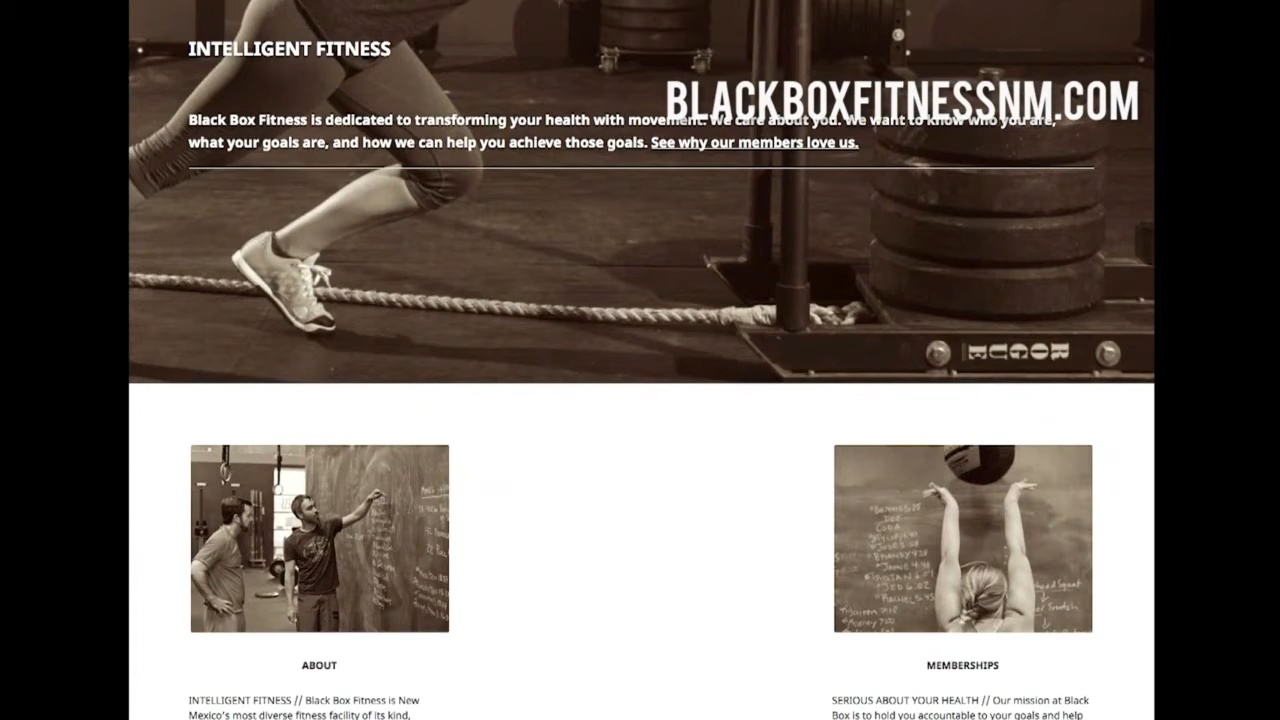 INTELLIGENT FITNESS
BLACKBOXFITNESSNM.COM
Black Box Fitness is dedicated to transforming your health with movement. We care about you. We want to know who you are,
what your goals are, and how we can help you achieve those goals. See why our members love us.
ROGUE
ABOUT
MEMBERSHIPS
INTELLIGENT FITNESS // Black Box Fitness is New
Mexico's most diverse fitness facility of its kind,
SERIOUS ABOUT YOUR HEALTH // Our mission at Black
Box is to hold you accountable to your goals and help